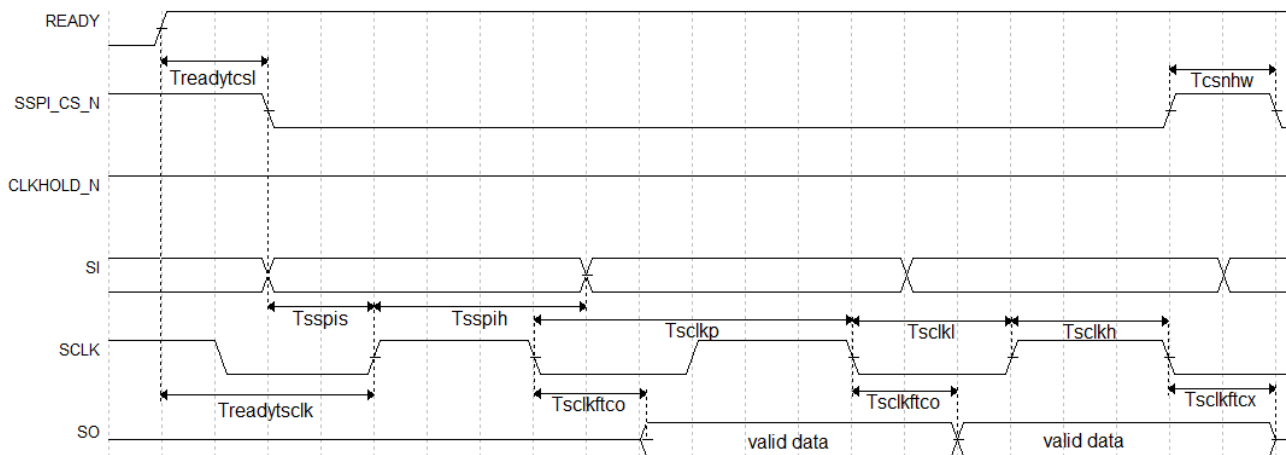 READY
Treadytcsl
Tcsnhw
SSPI_CS_N
CLKHOLD_N
SI
Tsspis
Tsspih
Tsclkp
Tsclkl
Tsclkh
SCLK
Treadytsclk
Tsclkftco
Tsclkftco
Tsclkftcx
SO
valid data
valid data